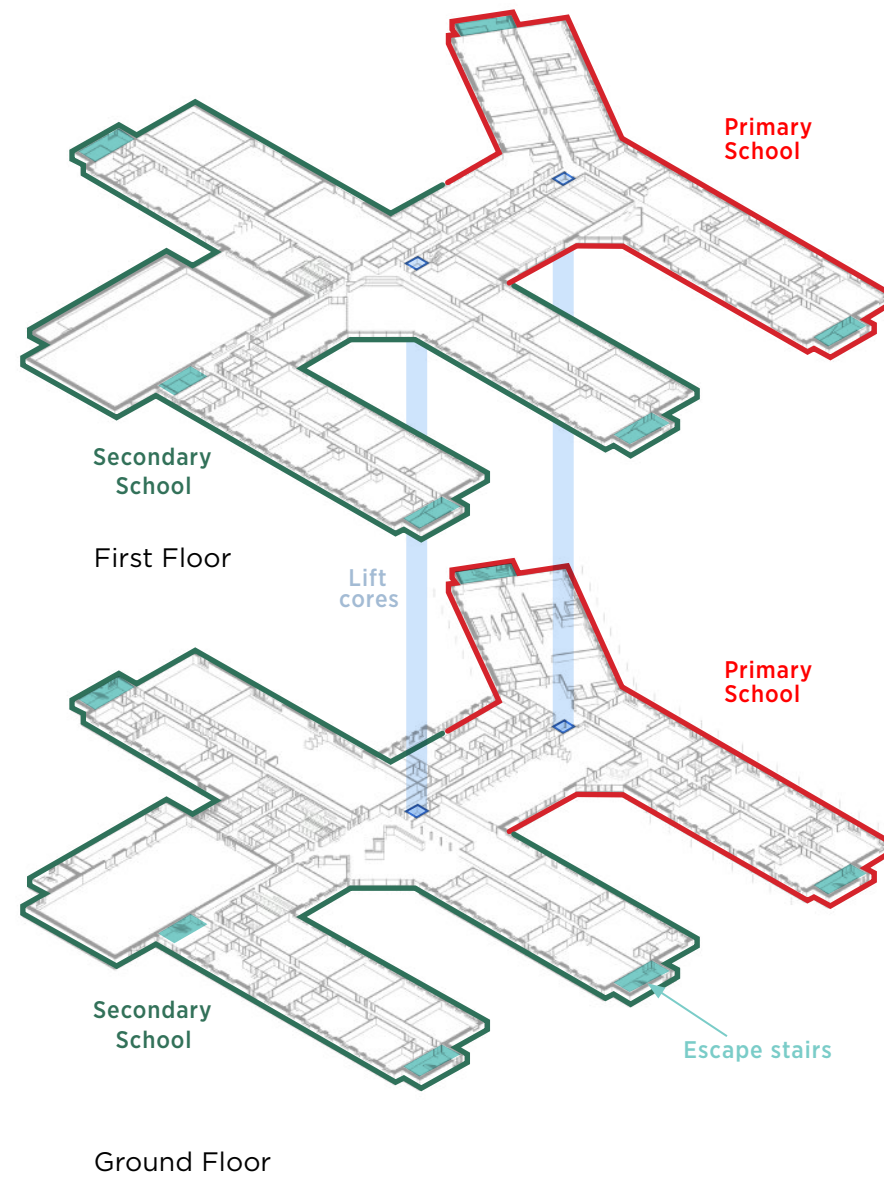 Primary
School
Secondary
School
First Floor
Lift
cores
Primary
School
Secondary
School
Escape stairs
Ground Floor